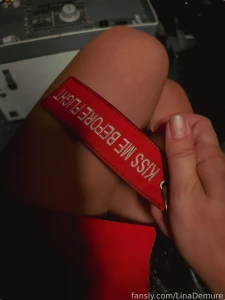 KISS ME BEFORE FLIGHT
fansly.com/LinaDemure